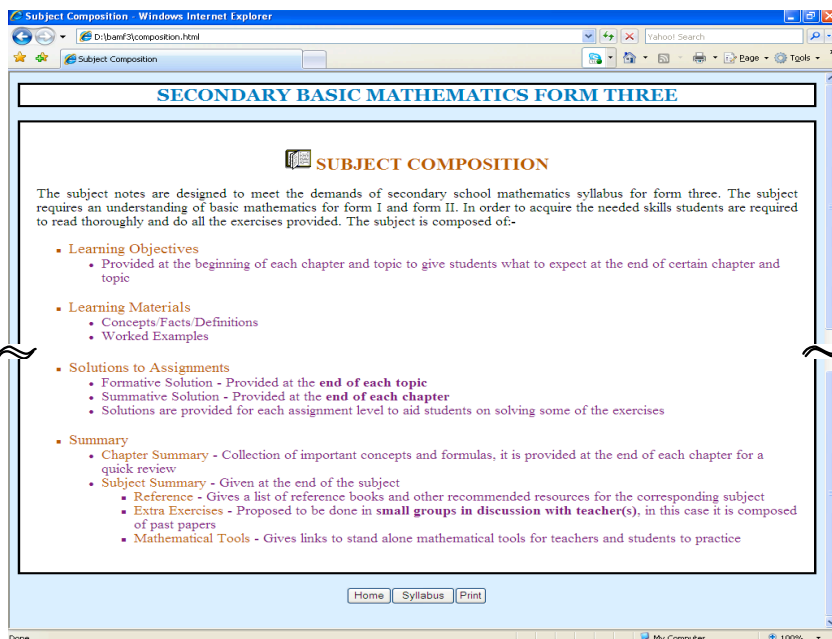 Subject Composition - Windows Internet Explorer
D:\bamf3\composition.html
Yahoo! Search
Subject Composition
Page
Tools
SECONDARY BASIC MATHEMATICS FORM THREE
SUBJECT COMPOSITION
The subject notes are designed to meet the demands of secondary school mathematics syllabus for form three. The subject
requires an understanding of basic mathematics for form I and form II. In order to acquire the needed skills students are required
to read thoroughly and do all the exercises provided. The subject is composed of:-
Learning Objectives
Provided at the beginning of each chapter and topic to give students what to expect at the end of certain chapter and
topic
Learning Materials
Concepts/Facts/Definitions
Worked Examples
Solutions to Assignments
Formative Solution - Provided at the end of each topic
Summative Solution - Provided at the end of each chapter
Solutions are provided for each assignment level to aid students on solving some of the exercises
Summary
Chapter Summary - Collection of important concepts and formulas, it is provided at the end of each chapter for a
quick review
Subject Summary - Given at the end of the subject
Reference - Gives a list of reference books and other recommended resources for the corresponding subject
Extra Exercises - Proposed to be done in small groups in discussion with teacher(s), in this case it is composed
of past papers
Mathematical Tools - Gives links to stand alone mathematical tools for teachers and students to practice
Home Syllabus Print
Done My Computer 100%